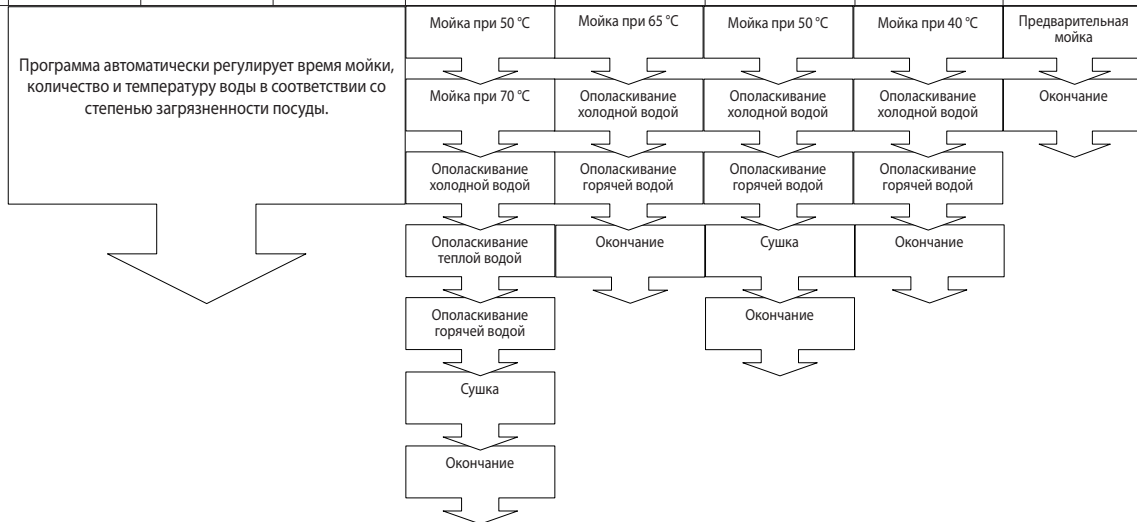 Программа автоматически регулирует время мойки,
количество и температуру воды в соответствии со
степенью загрязненности посуды.
Мойка при 50 °C
Мойка при 65 °C
Мойка при 50 °C
Мойка при 40 °C
Предварительная
мойка
Мойка при 70 °C
Ополаскивание
холодной водой
Ополаскивание
холодной водой
Ополаскивание
холодной водой
Окончание
Ополаскивание
холодной водой
Ополаскивание
горячей водой
Ополаскивание
горячей водой
Ополаскивание
горячей водой
Ополаскивание
теплой водой
Окончание
Сушка
Окончание
Ополаскивание
горячей водой
Окончание
Сушка
Окончание